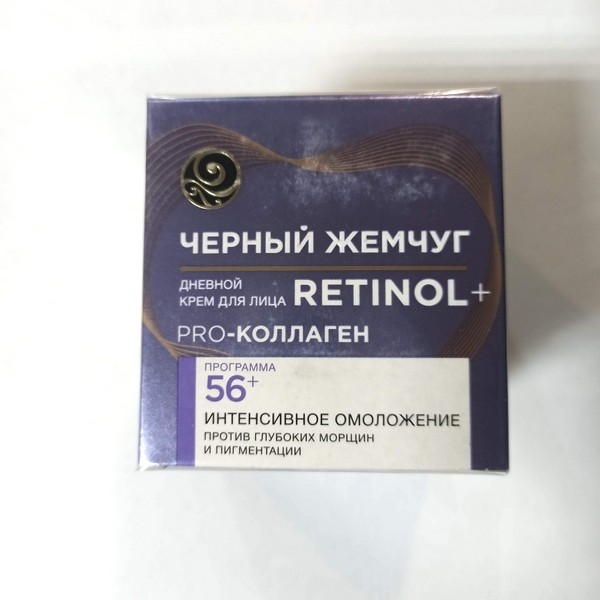 ЧЕРНЫЙ ЖЕМЧУГ
ДНЕВНОЙ
КРЕМ ДЛЯ ЛИЦА RETINOL+
PRO-КОЛЛАГЕН
ПРОГРАММА
56+
ИНТЕНСИВНОЕ ОМОЛОЖЕНИЕ
ПРОТИВ ГЛУБОКИХ МОРЩИН
И ПИГМЕНТАЦИИ